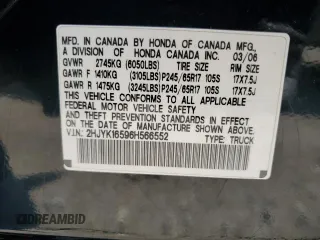 MFD. IN CANADA BY HONDA OF CANADA MFG.,
A DIVISION OF HONDA CANADA INC. 03/06
GVWR 2745KG (6050LBS) TIRE SIZE RIM SIZE
GAWR F 1410KG (3105LBS) P245/65R17 105S 17X7.5J
GAWR R 1475KG (3245LBS) P245/65R17 105S 17X7.5J
THIS VEHICLE CONFORMS TO ALL APPLICABLE
FEDERAL MOTOR VEHICLE SAFETY
AND THEFT PREVENTION STANDARDS IN EFFECT
ON THE DATE OF MANUFACTURE SHOWN ABOVE.
V.I.N.: 2HJYK16596H566552 TYPE: TRUCK
© Bidfax.info